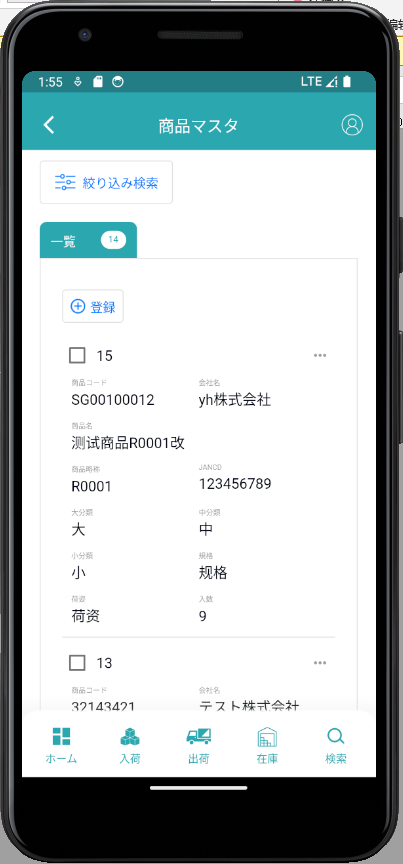 1:55 LTE
商品マスタ
絞り込み検索
一覧 14
登録
15 •••
商品コード 会社名
SG00100012 yh株式会社
商品名
测试商品R0001改
商品略称 JANCD
R0001 123456789
大分類 中分類
大 中
小分類 規格
小 规格
荷姿 入数
荷资 9
13 •••
商品コード 会社名
32143421 テスト株式会社
ホーム 入荷 出荷 在庫 検索